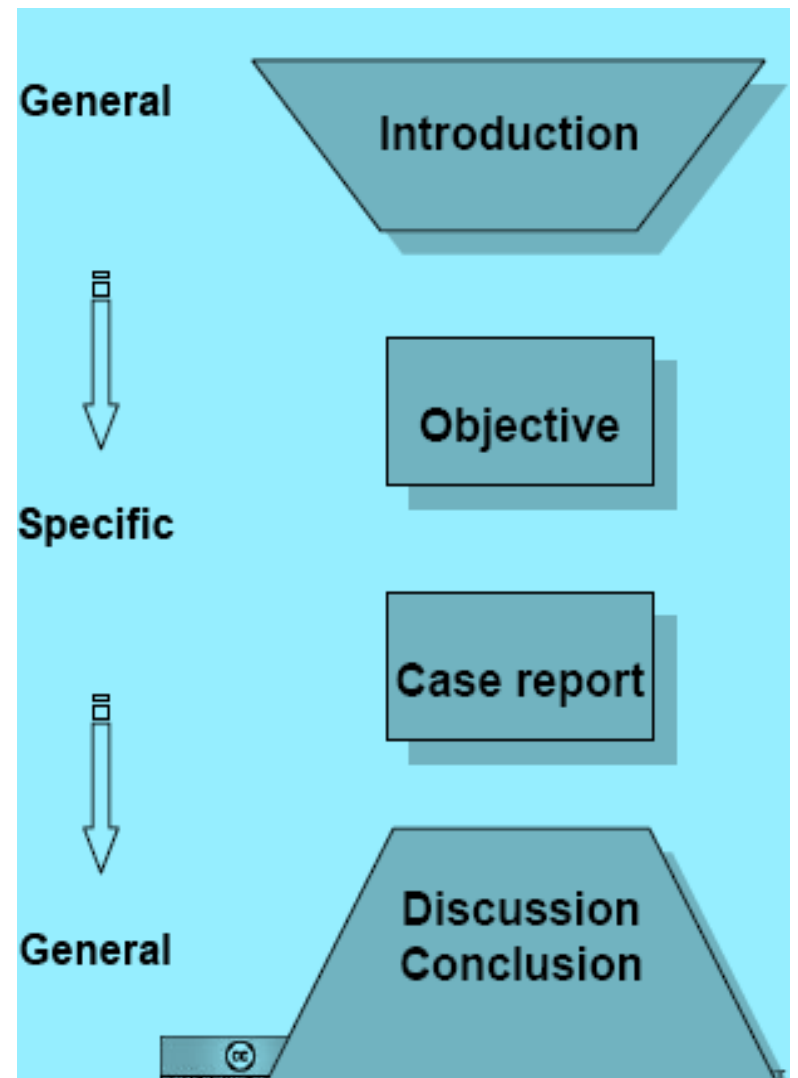 General
Introduction
Objective
Specific
Case report
General
Discussion
Conclusion